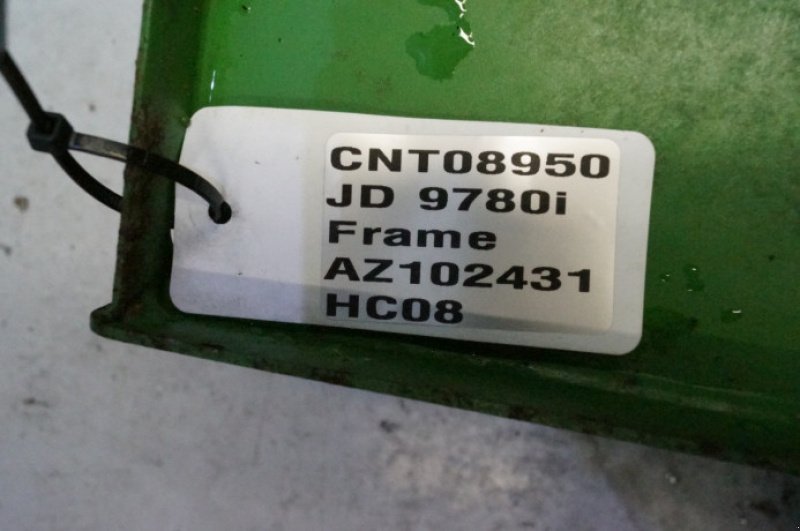 CNT08950
JD 9780i
Frame
AZ102431
HC08